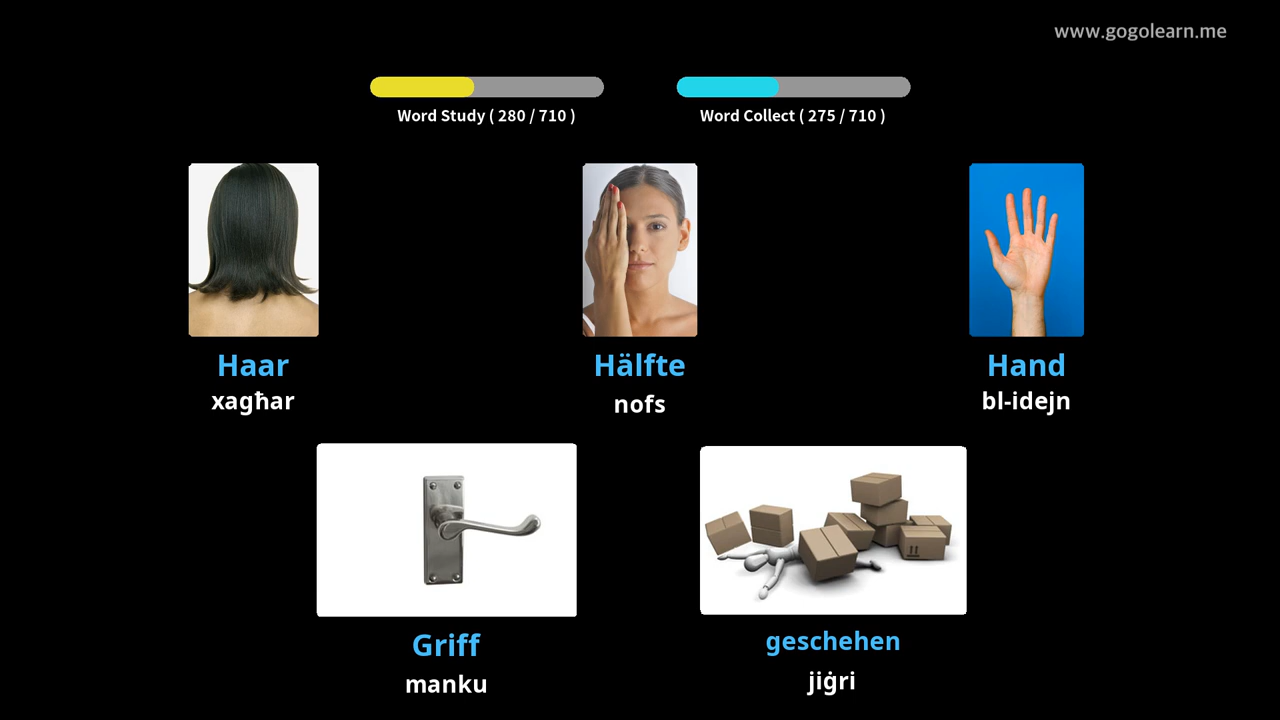 www.gogolearn.me
Word Study ( 280 / 710 )
Word Collect ( 275 / 710 )
Haar
xagħar
Hälfte
nofs
Hand
bl-idejn
Griff
manku
geschehen
jiġri